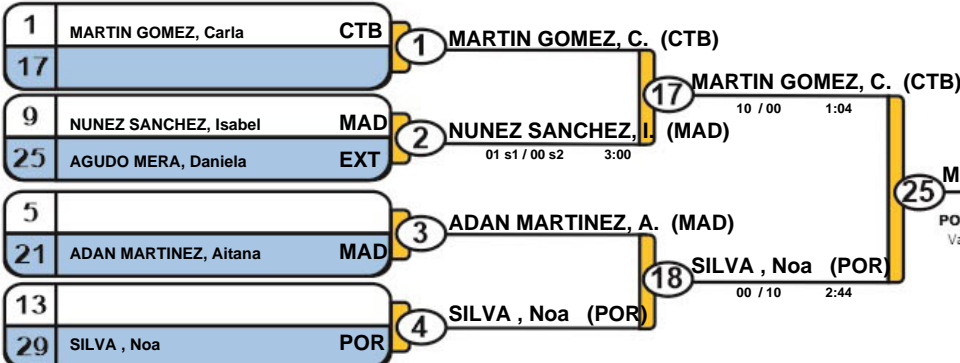 1 MARTIN GOMEZ, Carla CTB
17
1 MARTIN GOMEZ, C. (CTB)
9 NUNEZ SANCHEZ, Isabel MAD
25 AGUDO MERA, Daniela EXT
2 NUNEZ SANCHEZ, I. (MAD)
01 s1 / 00 s2 3:00
17 MARTIN GOMEZ, C. (CTB)
10 / 00 1:04
5
21 ADAN MARTINEZ, Aitana MAD
3 ADAN MARTINEZ, A. (MAD)
13
29 SILVA , Noa POR
4 SILVA , Noa (POR)
18 SILVA , Noa (POR)
00 / 10 2:44
25 M
PO
Va